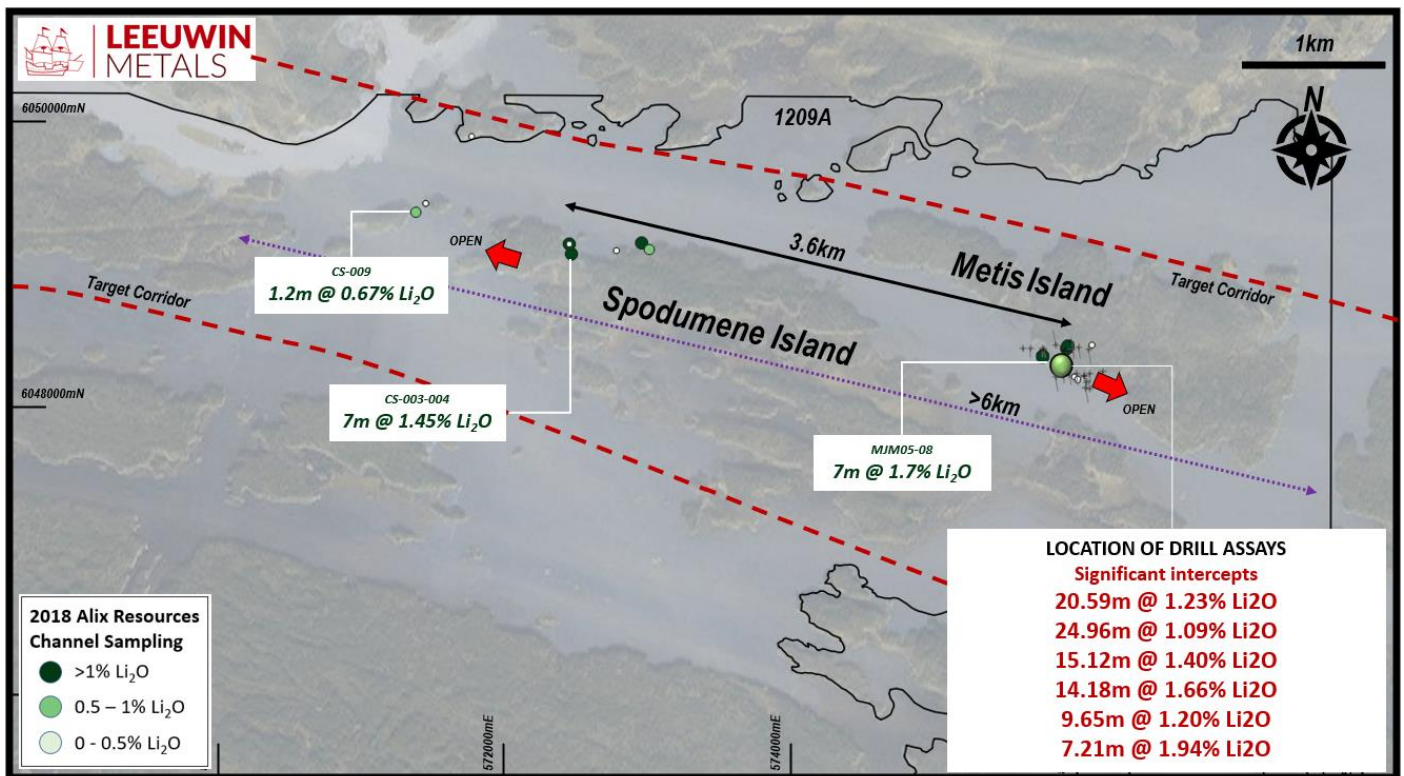 LEEUWIN
METALS
1km
6050000mN
1209A
N
OPEN
3.6km
Metis Island
Target Corridor
CS-009
1.2m @ 0.67% Li₂O
Target Corridor
Spodumene Island
6048000mN
CS-003-004
7m @ 1.45% Li₂O
>6km
OPEN
MJM05-08
7m @ 1.7% Li₂O
LOCATION OF DRILL ASSAYS
Significant intercepts
20.59m @ 1.23% Li2O
24.96m @ 1.09% Li2O
15.12m @ 1.40% Li2O
14.18m @ 1.66% Li2O
9.65m @ 1.20% Li2O
7.21m @ 1.94% Li2O
2018 Alix Resources
Channel Sampling
>1% Li₂O
0.5 – 1% Li₂O
0 - 0.5% Li₂O
572000mE
574000mE